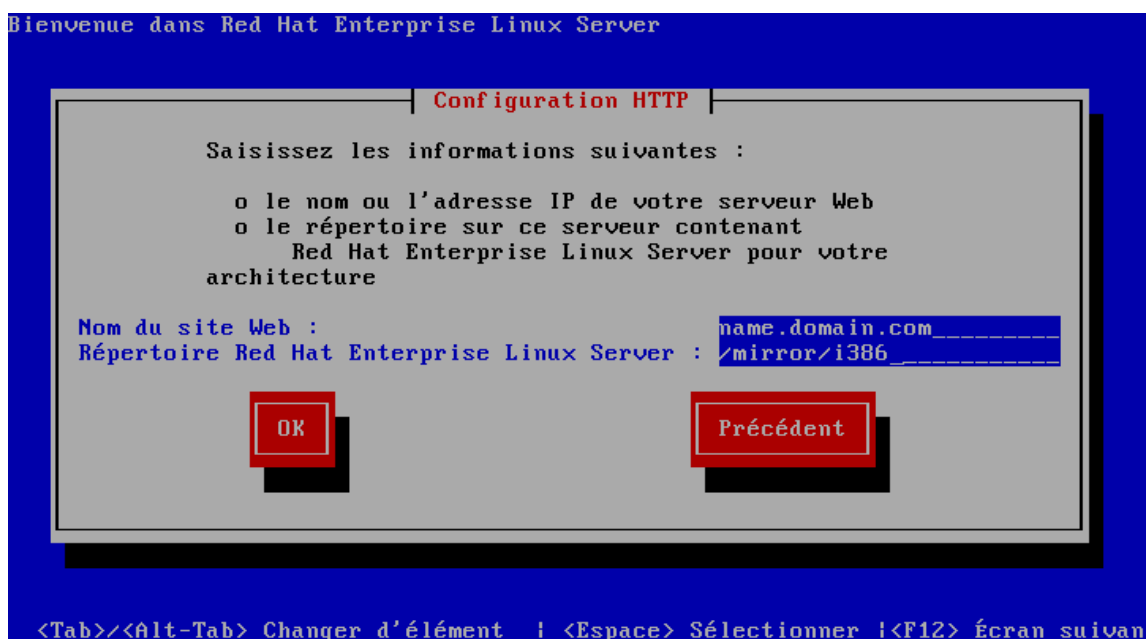 Bienvenue dans Red Hat Enterprise Linux Server
Configuration HTTP
Saisissez les informations suivantes :
o le nom ou l'adresse IP de votre serveur Web
o le répertoire sur ce serveur contenant
Red Hat Enterprise Linux Server pour votre
architecture
Nom du site Web : name.domain.com_________
Répertoire Red Hat Enterprise Linux Server : /mirror/i386____________
OK Précédent
<Tab>/<Alt-Tab> Changer d'élément | <Espace> Sélectionner |<F12> Écran suivan